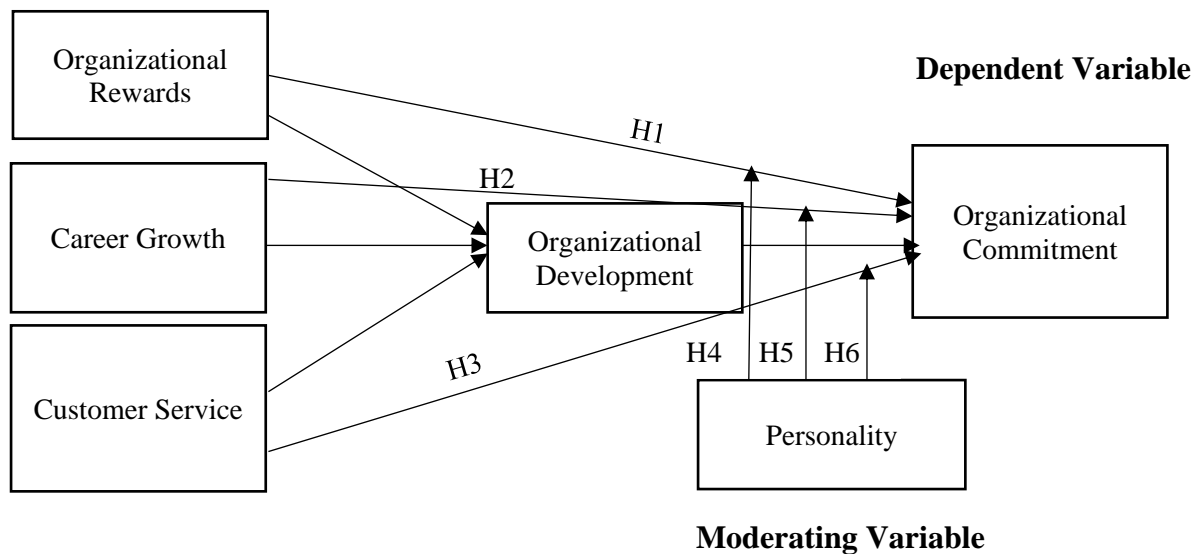 Organizational
Rewards
Dependent Variable
H1
H2
Career Growth
Organizational
Development
Organizational
Commitment
H3
H4
H5
H6
Customer Service
Personality
Moderating Variable